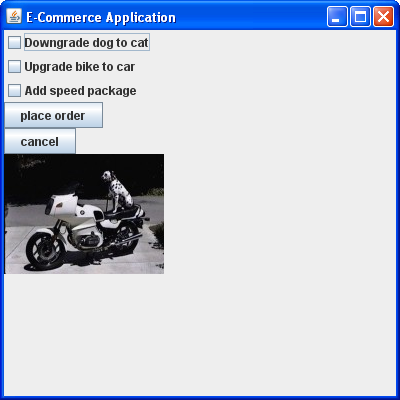 E-Commerce Application
Downgrade dog to cat
Upgrade bike to car
Add speed package
place order
cancel